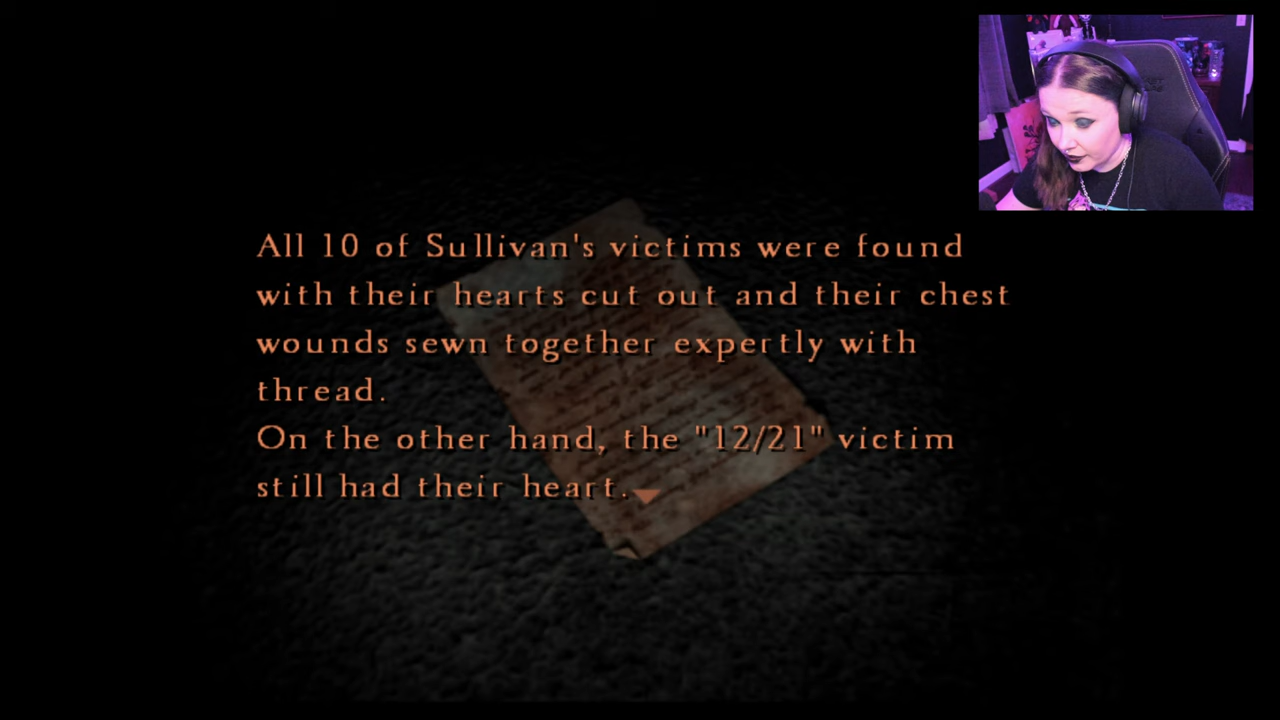 All 10 of Sullivan's victims were found
with their hearts cut out and their chest
wounds sewn together expertly with
thread.
On the other hand, the "12/21" victim
still had their heart.